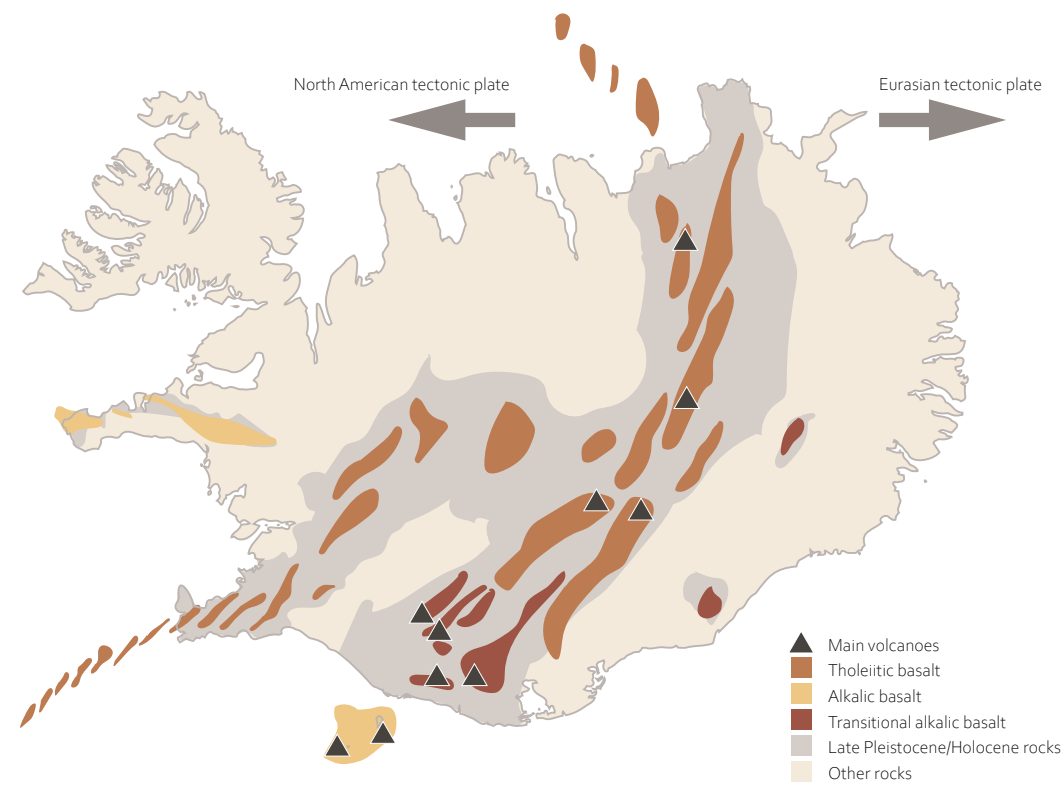 North American tectonic plate
Eurasian tectonic plate
Main volcanoes
Tholeiitic basalt
Alkalic basalt
Transitional alkalic basalt
Late Pleistocene/Holocene rocks
Other rocks